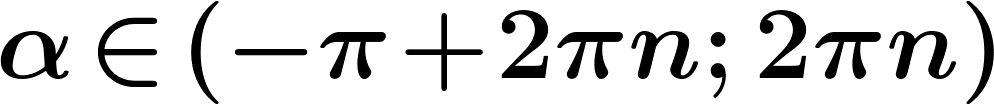 α ∈ (−π + 2πn; 2πn)